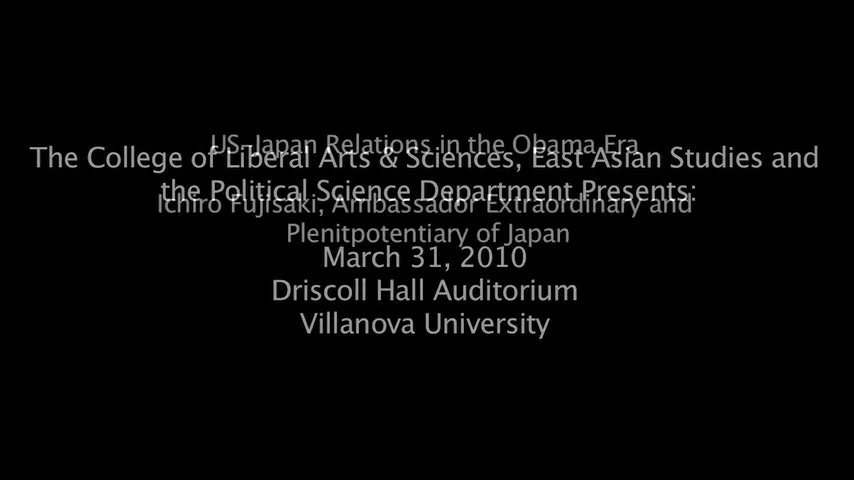 US-Japan Relations in the Obama Era
The College of Liberal Arts & Sciences, East Asian Studies and
the Political Science Department Presents:
Ichiro Fujisaki, Ambassador Extraordinary and
Plenitpotentiary of Japan
March 31, 2010
Driscoll Hall Auditorium
Villanova University